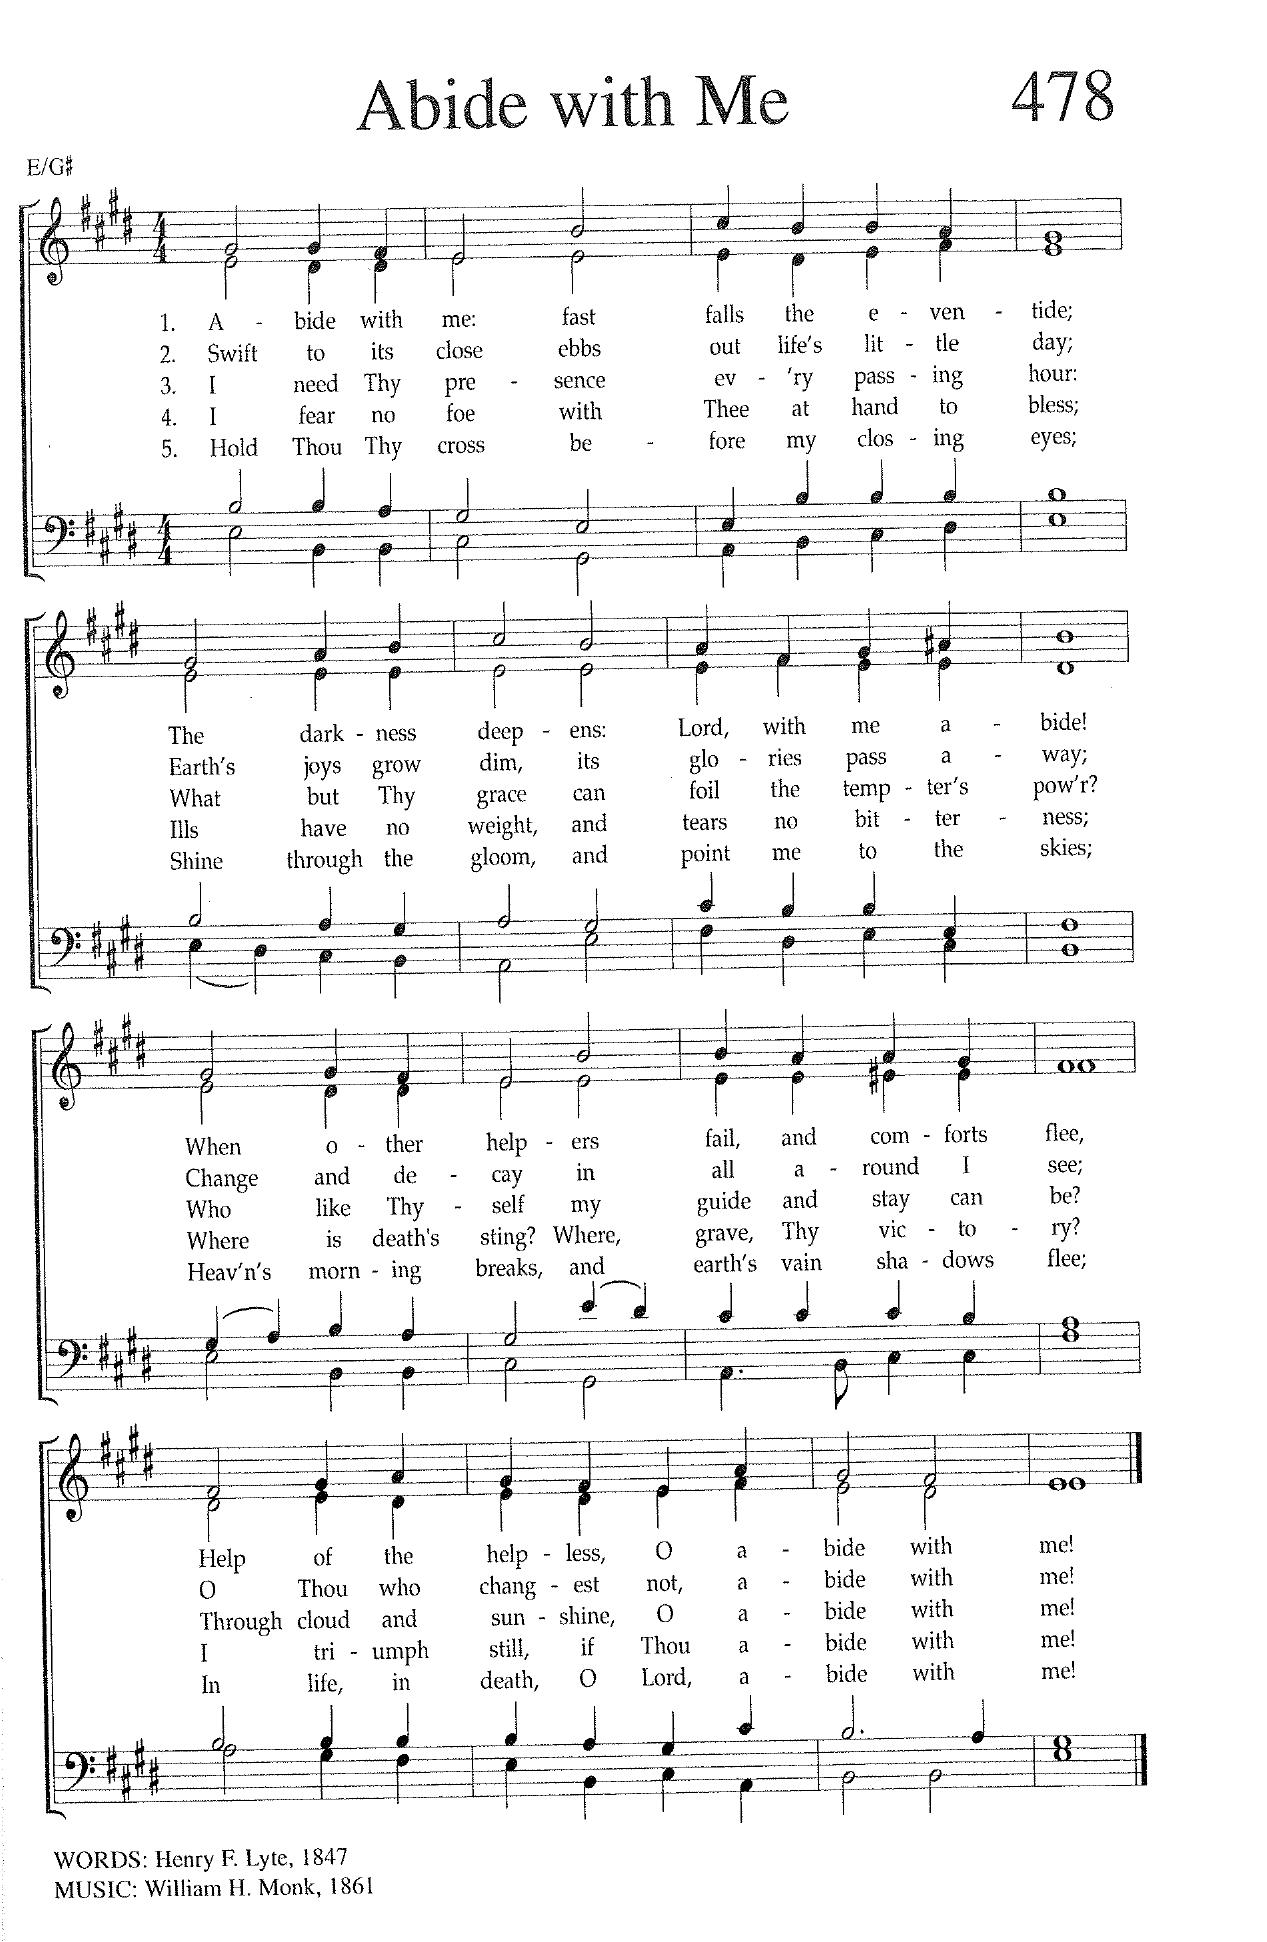 Abide with Me 478
E/G♯
1. A - bide with me: fast falls the e - ven - tide;
2. Swift to its close ebbs out life's lit - tle day;
3. I need Thy pre - sence ev - 'ry pass - ing hour:
4. I fear no foe with Thee at hand to bless;
5. Hold Thou Thy cross be - fore my clos - ing eyes;
The dark - ness deep - ens: Lord, with me a - bide!
Earth's joys grow dim, its glo - ries pass a - way;
What but Thy grace can foil the temp - ter's pow'r?
Ills have no weight, and tears no bit - ter - ness;
Shine through the gloom, and point me to the skies;
When o - ther help - ers fail, and com - forts flee,
Change and de - cay in all a - round I see;
Who like Thy - self my guide and stay can be?
Where is death's sting? Where, grave, Thy vic - to - ry?
Heav'n's morn - ing breaks, and earth's vain sha - dows flee;
Help of the help - less, O a - bide with me!
O Thou who chang - est not, a - bide with me!
Through cloud and sun - shine, O a - bide with me!
I tri - umph still, if Thou a - bide with me!
In life, in death, O Lord, a - bide with me!
WORDS: Henry F. Lyte, 1847
MUSIC: William H. Monk, 1861